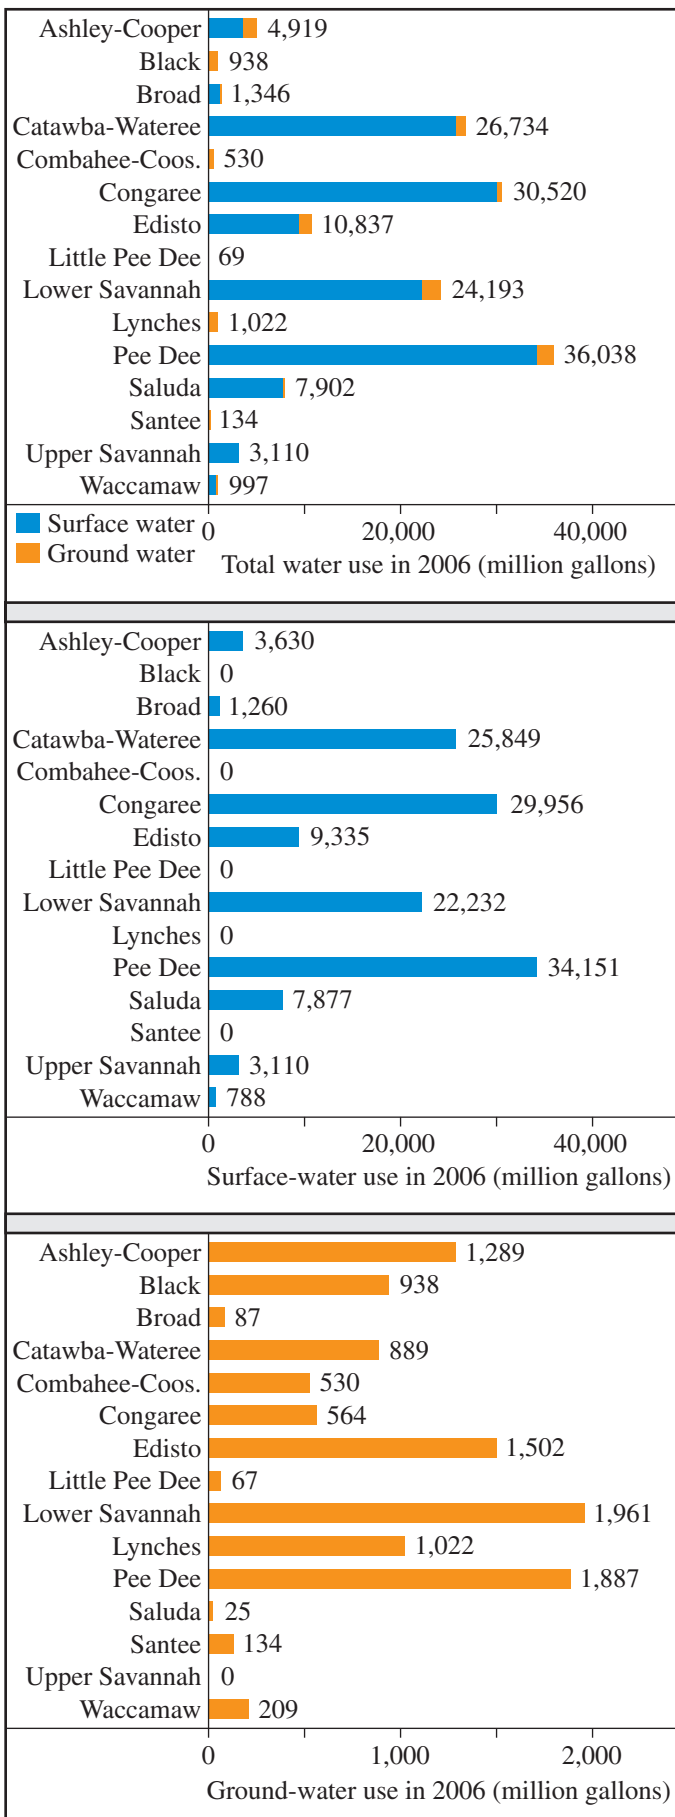 Ashley-Cooper 4,919
Black 938
Broad 1,346
Catawba-Wateree 26,734
Combahee-Coos. 530
Congaree 30,520
Edisto 10,837
Little Pee Dee 69
Lower Savannah 24,193
Lynches 1,022
Pee Dee 36,038
Saluda 7,902
Santee 134
Upper Savannah 3,110
Waccamaw 997
Surface water 0 20,000 40,000
Ground water Total water use in 2006 (million gallons)
Ashley-Cooper 3,630
Black 0
Broad 1,260
Catawba-Wateree 25,849
Combahee-Coos. 0
Congaree 29,956
Edisto 9,335
Little Pee Dee 0
Lower Savannah 22,232
Lynches 0
Pee Dee 34,151
Saluda 7,877
Santee 0
Upper Savannah 3,110
Waccamaw 788
0 20,000 40,000
Surface-water use in 2006 (million gallons)
Ashley-Cooper 1,289
Black 938
Broad 87
Catawba-Wateree 889
Combahee-Coos. 530
Congaree 564
Edisto 1,502
Little Pee Dee 67
Lower Savannah 1,961
Lynches 1,022
Pee Dee 1,887
Saluda 25
Santee 134
Upper Savannah 0
Waccamaw 209
0 1,000 2,000
Ground-water use in 2006 (million gallons)